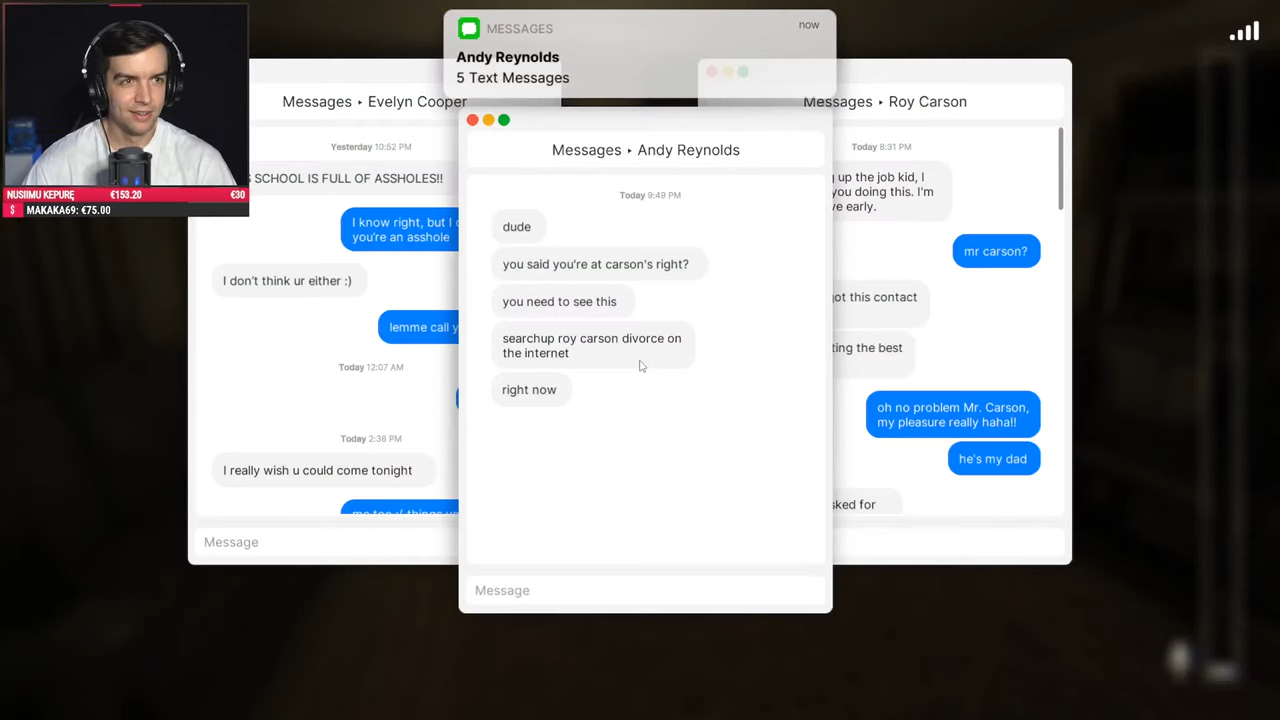 MESSAGES
now
Andy Reynolds
5 Text Messages
Messages ▸ Evelyn Cooper
Yesterday 10:52 PM
SCHOOL IS FULL OF ASSHOLES!!
I know right, but I
you're an asshole
I don't think ur either :)
lemme call
Today 12:07 AM
Today 2:38 PM
I really wish u could come tonight
me too :( things
Message
Messages ▸ Andy Reynolds
Today 9:49 PM
dude
you said you're at carson's right?
you need to see this
searchup roy carson divorce on
the internet
right now
Message
Messages ▸ Roy Carson
Today 8:31 PM
up the job kid, I
you doing this. I'm
early.
mr carson?
got this contact
the best
oh no problem Mr. Carson,
my pleasure really haha!!
he's my dad
for
NUSIIMU KEPURĘ €153.20 €30
$ MAKAKA69: €75.00